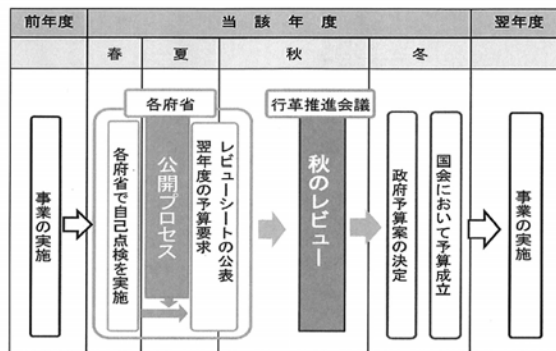 前年度
当該年度
翌年度
春
夏
秋
冬
各府省
行革推進会議
事業の実施
各府省で自己点検を実施
公開プロセス
レビューシートの公表
翌年度の予算要求
秋のレビュー
政府予算案の決定
国会において予算成立
事業の実施